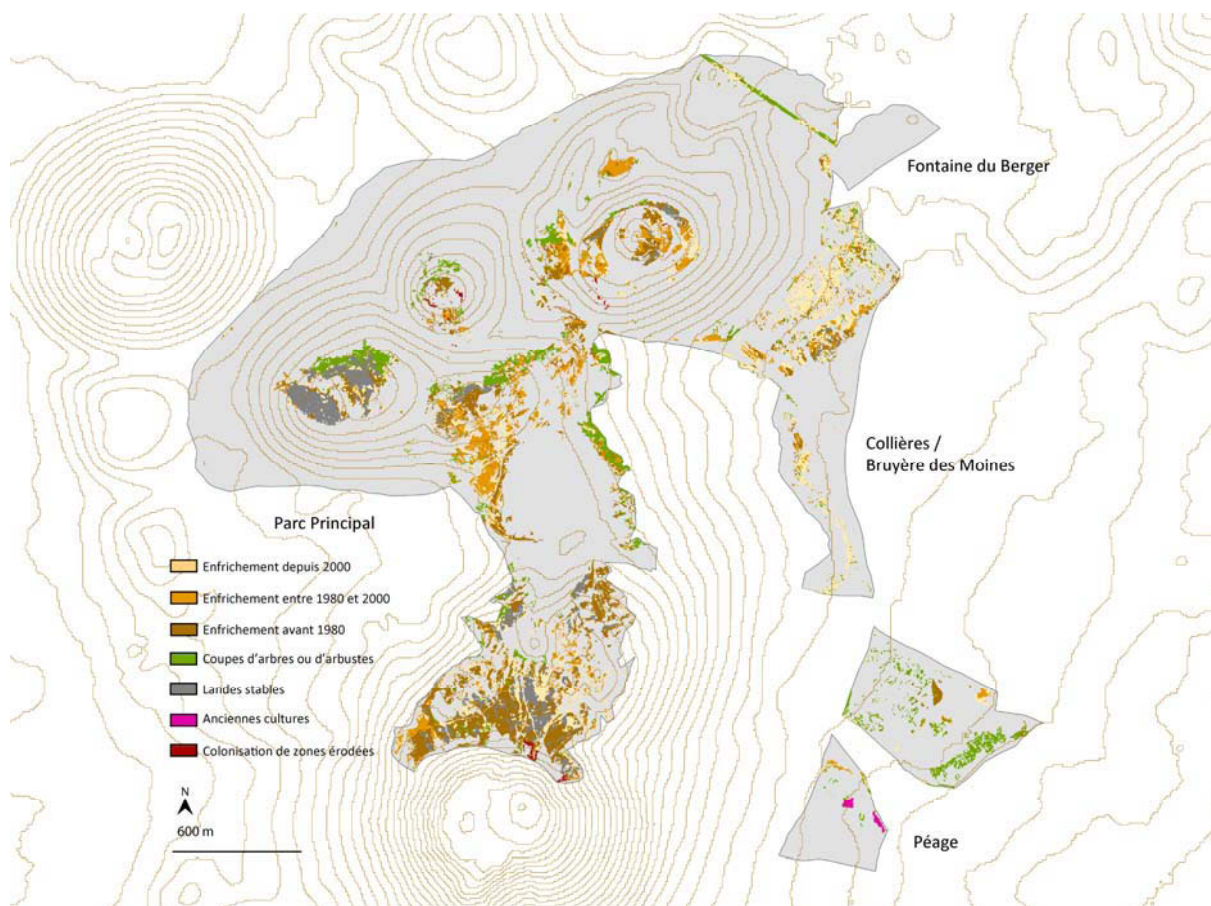 Fontaine du Berger
Collières /
Bruyère des Moines
Parc Principal
Enfrichement depuis 2000
Enfrichement entre 1980 et 2000
Enfrichement avant 1980
Coupes d'arbres ou d'arbustes
Landes stables
Anciennes cultures
Colonisation de zones érodées
N
600 m
Péage